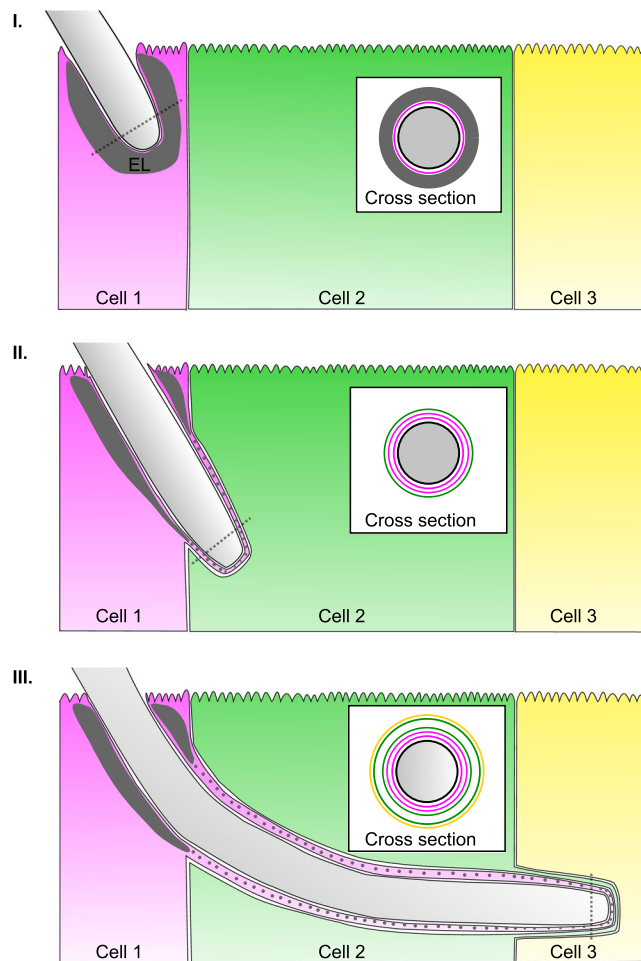 I.
EL
Cross section
Cell 1
Cell 2
Cell 3
II.
Cross section
Cell 1
Cell 2
Cell 3
III.
Cross section
Cell 1
Cell 2
Cell 3